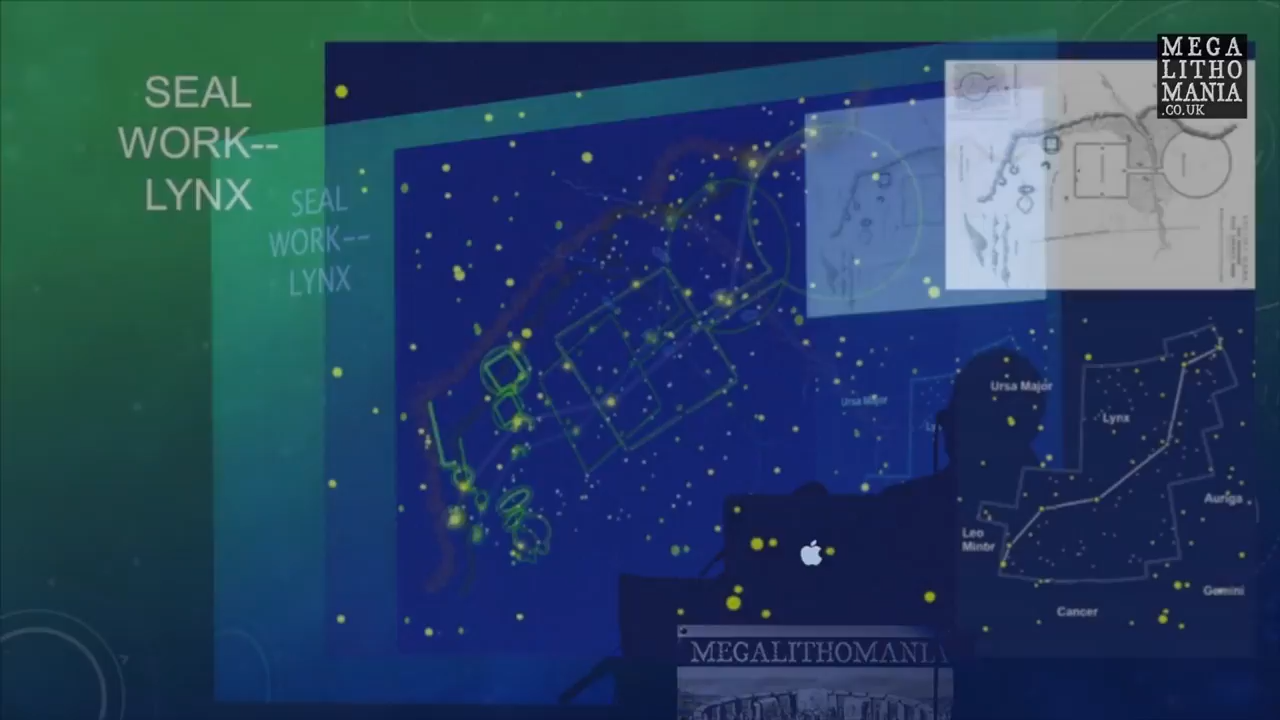 SEAL
WORK--
LYNX
SEAL
WORK--
LYNX
MEGA
LITHO
MANIA
.CO.UK
Ursa Major
Ursa Major
Lynx
Auriga
Leo
Minor
Gemini
Cancer
MEGALITHOMANIA